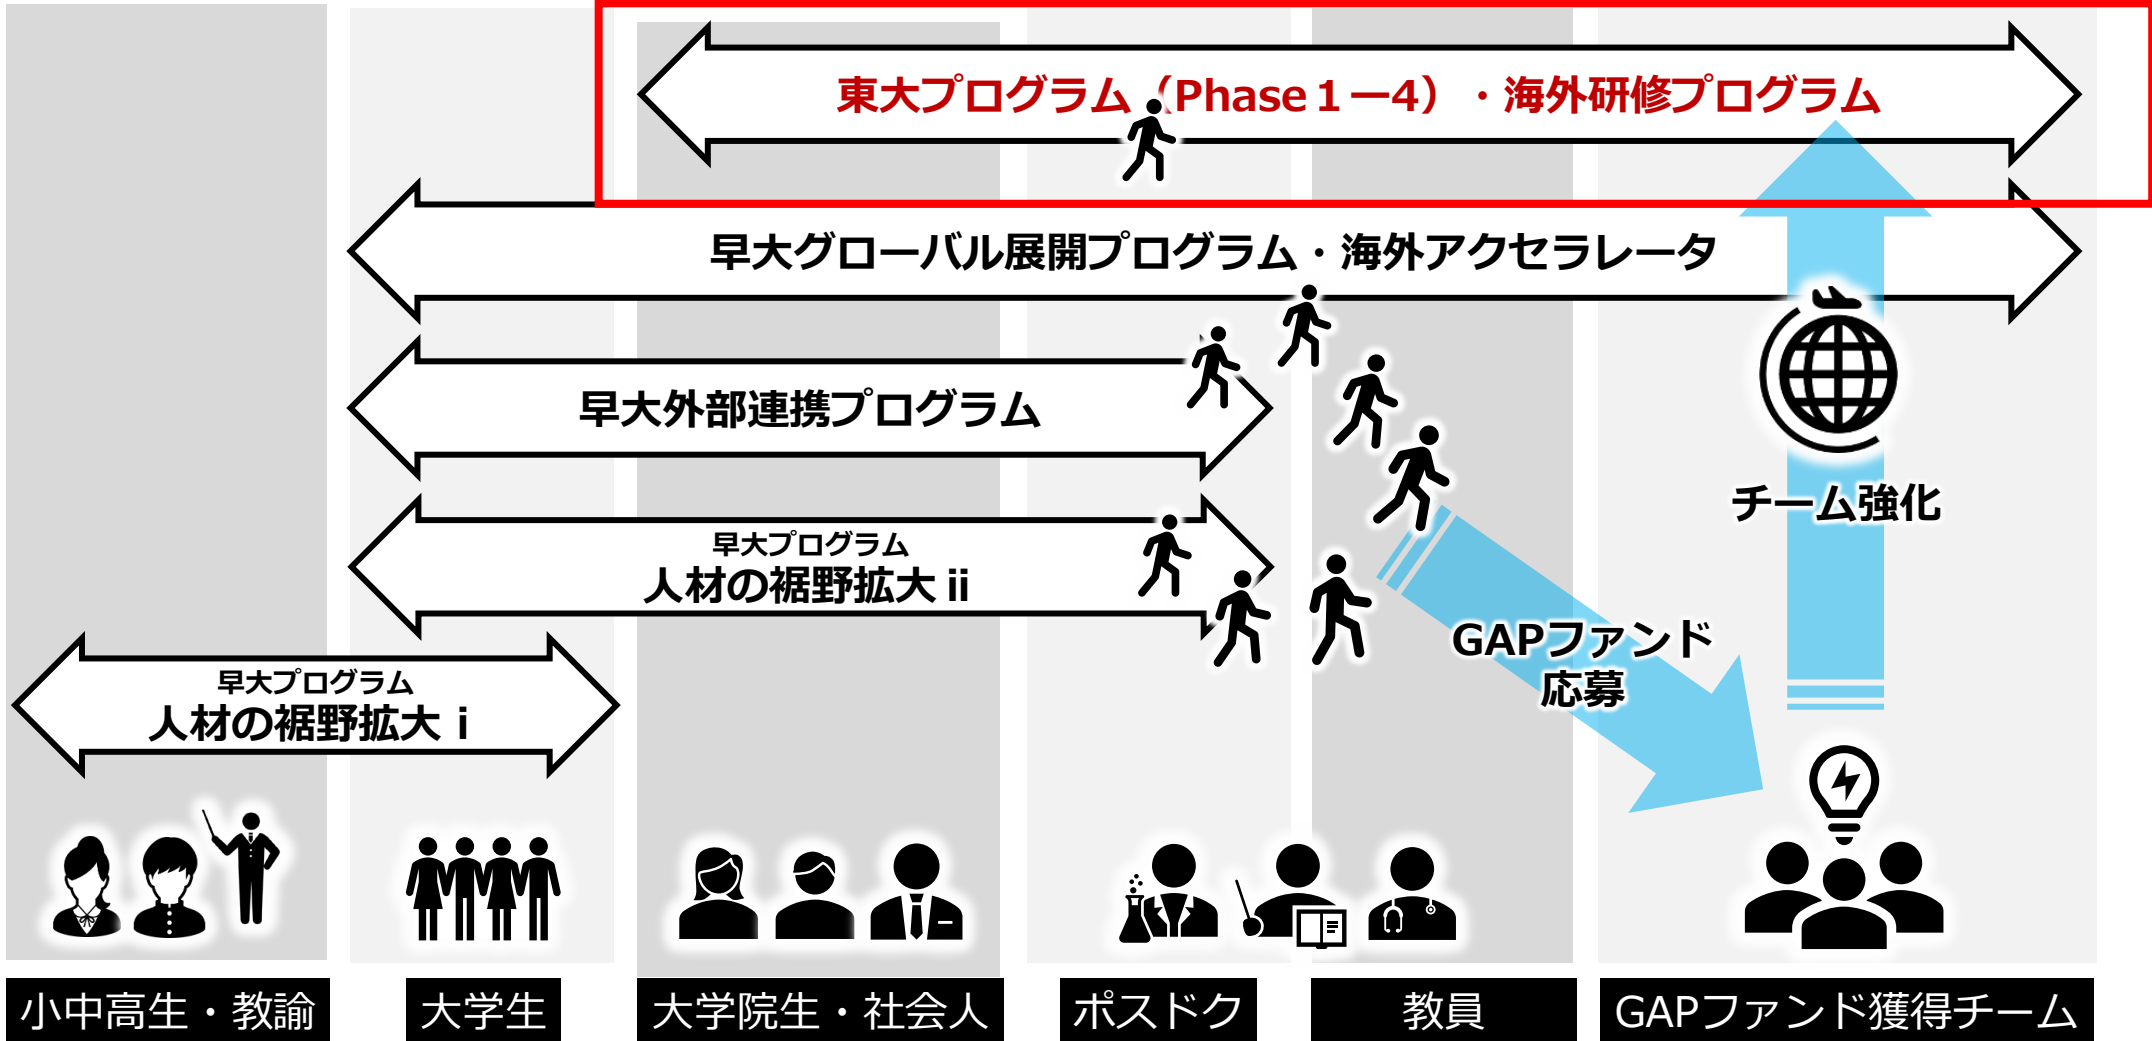 東大プログラム（Phase１ー4）・海外研修プログラム
早大グローバル展開プログラム・海外アクセラレータ
早大外部連携プログラム
チーム強化
早大プログラム
人材の裾野拡大 ii
GAPファンド
応募
早大プログラム
人材の裾野拡大 i
小中高生・教諭
大学生
大学院生・社会人
ポスドク
教員
GAPファンド獲得チーム